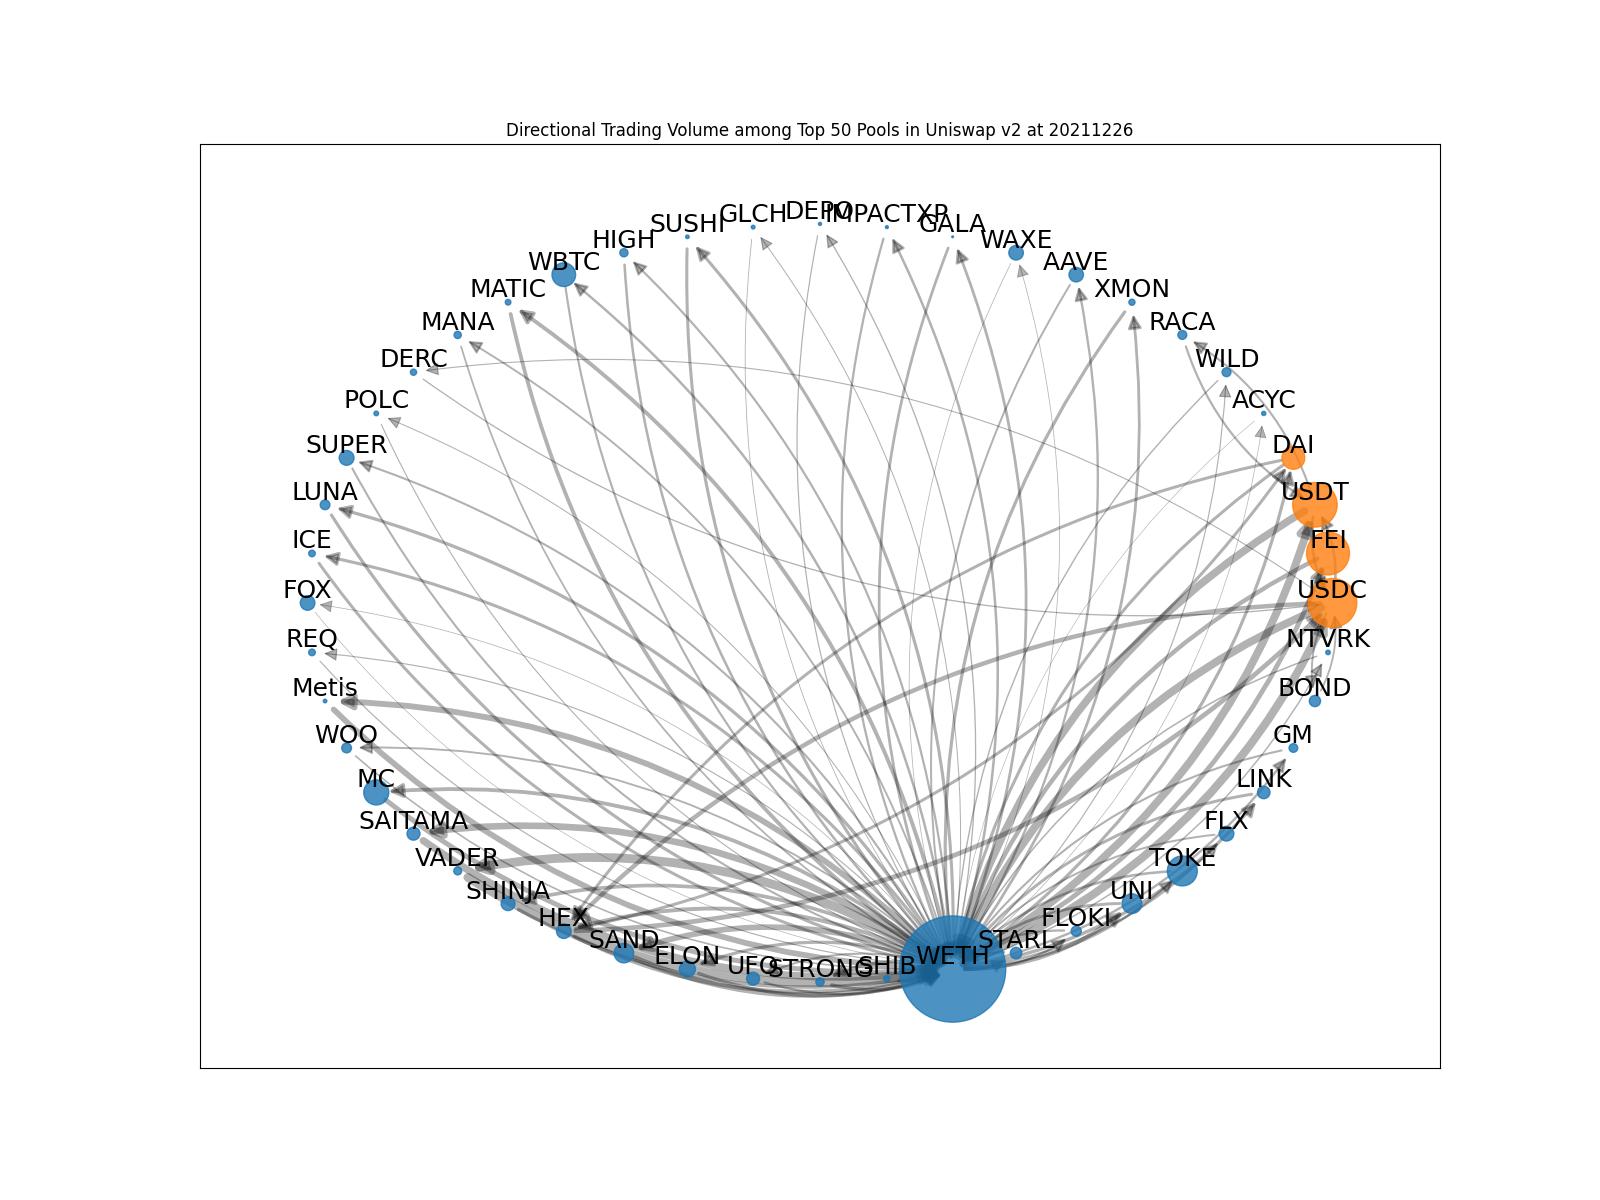 Directional Trading Volume among Top 50 Pools in Uniswap v2 at 20211226
GLCH
DEPO
IMPACTXP
SUSHI
GALA
HIGH
WAXE
WBTC
AAVE
MATIC
XMON
MANA
RACA
DERC
WILD
POLC
ACYC
SUPER
DAI
LUNA
USDT
ICE
FEI
FOX
USDC
REQ
NTVRK
Metis
BOND
WOO
GM
MC
LINK
SAITAMA
FLX
VADER
TOKE
SHINJA
UNI
HEX
FLOKI
SAND
STARL
ELON
WETH
UFO
STRONG
SHIB